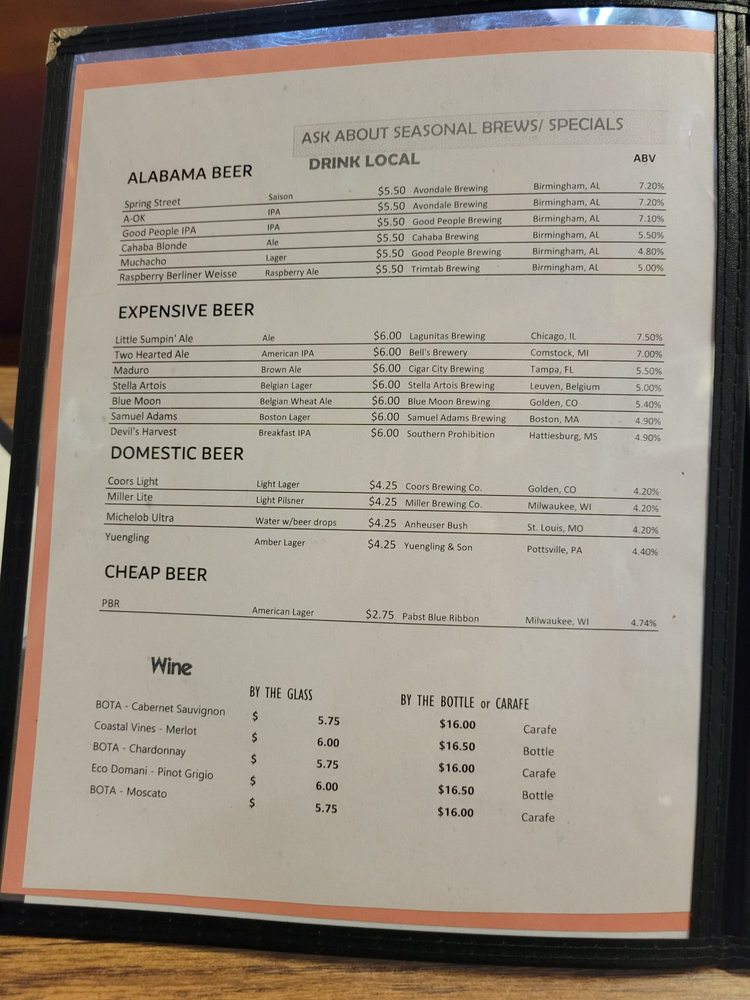 ASK ABOUT SEASONAL BREWS/ SPECIALS
ALABAMA BEER DRINK LOCAL ABV
Spring Street Saison $5.50 Avondale Brewing Birmingham, AL 7.20%
A-OK IPA $5.50 Avondale Brewing Birmingham, AL 7.20%
Good People IPA IPA $5.50 Good People Brewing Birmingham, AL 7.10%
Cahaba Blonde Ale $5.50 Cahaba Brewing Birmingham, AL 5.50%
Muchacho Lager $5.50 Good People Brewing Birmingham, AL 4.80%
Raspberry Berliner Weisse Raspberry Ale $5.50 Trimtab Brewing Birmingham, AL 5.00%
EXPENSIVE BEER
Little Sumpin' Ale Ale $6.00 Lagunitas Brewing Chicago, IL 7.50%
Two Hearted Ale American IPA $6.00 Bell's Brewery Comstock, MI 7.00%
Maduro Brown Ale $6.00 Cigar City Brewing Tampa, FL 5.50%
Stella Artois Belgian Lager $6.00 Stella Artois Brewing Leuven, Belgium 5.00%
Blue Moon Belgian Wheat Ale $6.00 Blue Moon Brewing Golden, CO 5.40%
Samuel Adams Boston Lager $6.00 Samuel Adams Brewing Boston, MA 4.90%
Devil's Harvest Breakfast IPA $6.00 Southern Prohibition Hattiesburg, MS 4.90%
DOMESTIC BEER
Coors Light Light Lager $4.25 Coors Brewing Co. Golden, CO 4.20%
Miller Lite Light Pilsner $4.25 Miller Brewing Co. Milwaukee, WI 4.20%
Michelob Ultra Water w/beer drops $4.25 Anheuser Bush St. Louis, MO 4.20%
Yuengling Amber Lager $4.25 Yuengling & Son Pottsville, PA 4.40%
CHEAP BEER
PBR American Lager $2.75 Pabst Blue Ribbon Milwaukee, WI 4.74%
Wine
BY THE GLASS BY THE BOTTLE or CARAFE
BOTA - Cabernet Sauvignon $ 5.75 $16.00 Carafe
Coastal Vines - Merlot $ 6.00 $16.50 Bottle
BOTA - Chardonnay $ 5.75 $16.00 Carafe
Eco Domani - Pinot Grigio $ 6.00 $16.50 Bottle
BOTA - Moscato $ 5.75 $16.00 Carafe